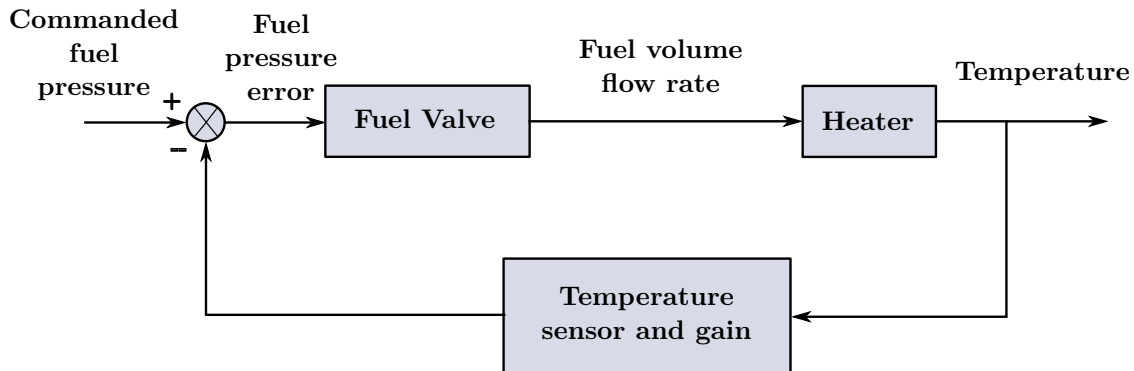 Commanded
fuel
pressure
+
--
Fuel
pressure
error
Fuel Valve
Fuel volume
flow rate
Heater
Temperature
Temperature
sensor and gain